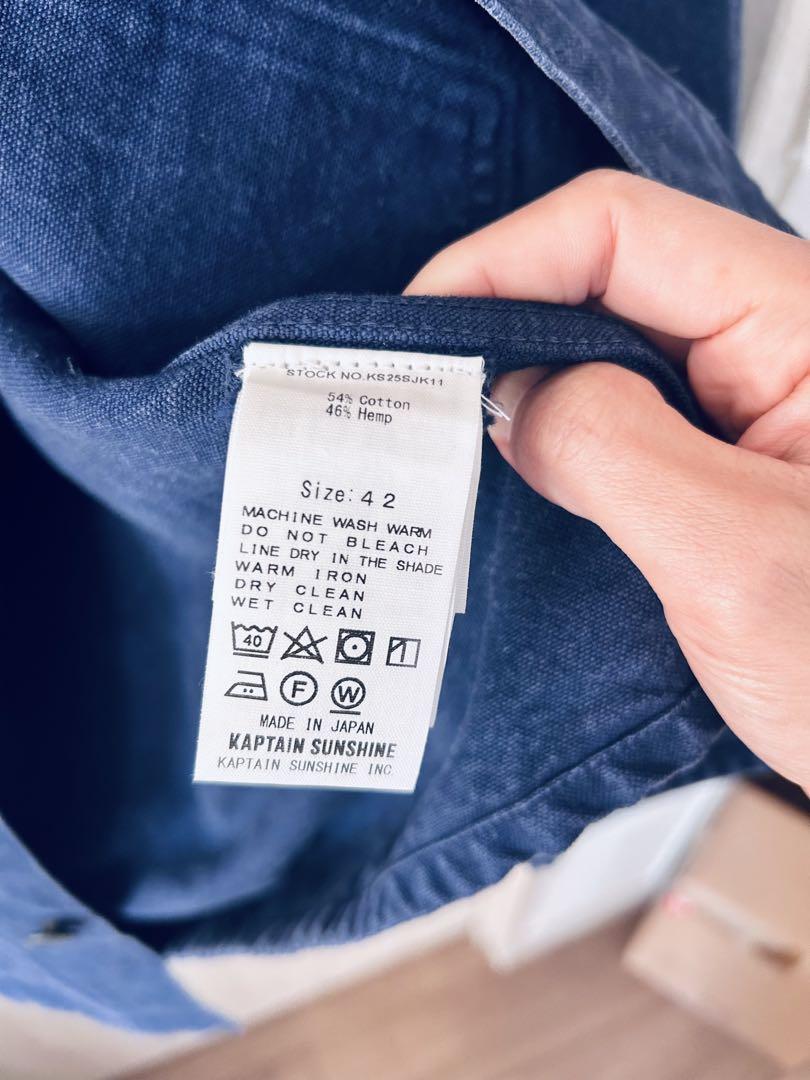 STOCK NO.KS25SJK11
54% Cotton
46% Hemp
Size: 42
MACHINE WASH WARM
DO NOT BLEACH
LINE DRY IN THE SHADE
WARM IRON
DRY CLEAN
WET CLEAN
40
F W
MADE IN JAPAN
KAPTAIN SUNSHINE
KAPTAIN SUNSHINE INC.